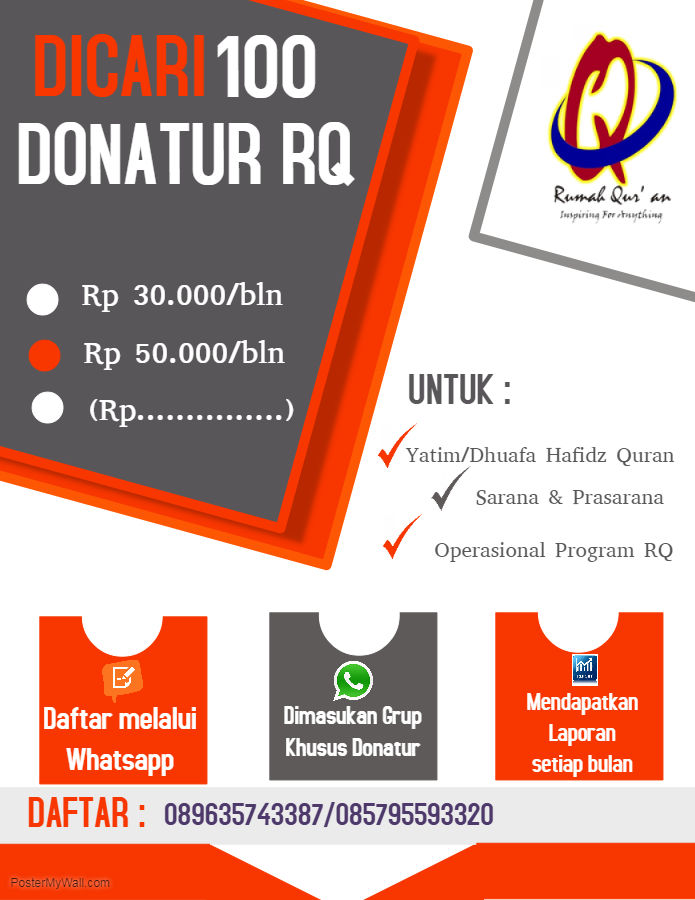 DICARI 100
DONATUR RQ
Rumah Qur' an
Inspiring For Anything
Rp 30.000/bln
Rp 50.000/bln
(Rp...............)
UNTUK :
Yatim/Dhuafa Hafidz Quran
Sarana & Prasarana
Operasional Program RQ
Daftar melalui
Whatsapp
Dimasukan Grup
Khusus Donatur
Mendapatkan
Laporan
setiap bulan
DAFTAR : 089635743387/085795593320
PosterMyWall.com